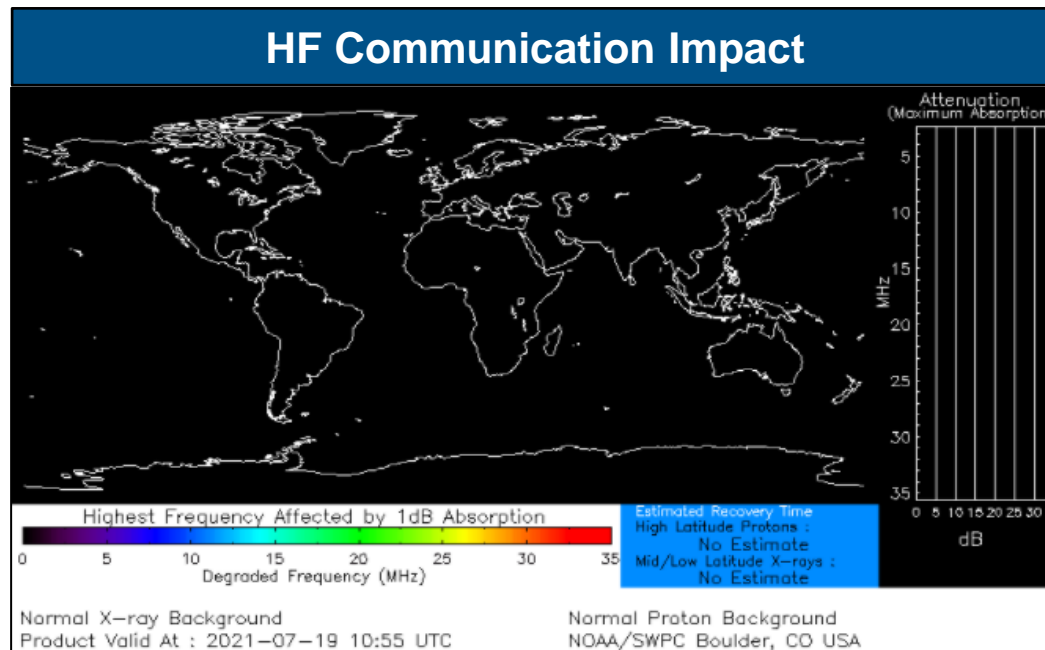 HF Communication Impact
Attenuation
(Maximum Absorption
5
10
15
20
25
30
35
MHz
0 5 10 15 20 25 30
dB
Highest Frequency Affected by 1dB Absorption
0 5 10 15 20 25 30 35
Degraded Frequency (MHz)
Estimated Recovery Time
High Latitude Protons :
No Estimate
Mid/Low Latitude X-rays :
No Estimate
Normal X-ray Background
Product Valid At : 2021-07-19 10:55 UTC
Normal Proton Background
NOAA/SWPC Boulder, CO USA